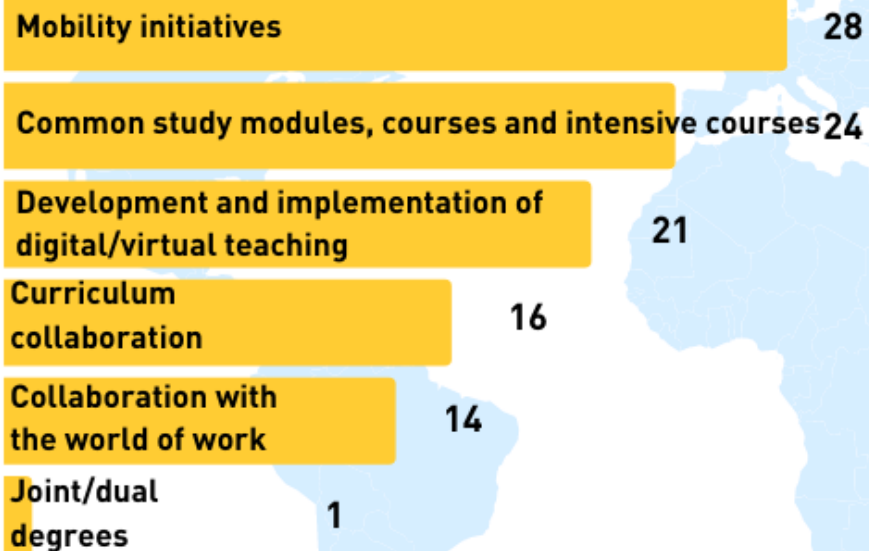 Mobility initiatives 28
Common study modules, courses and intensive courses 24
Development and implementation of
digital/virtual teaching
21
Curriculum
collaboration
16
Collaboration with
the world of work
14
Joint/dual
degrees
1